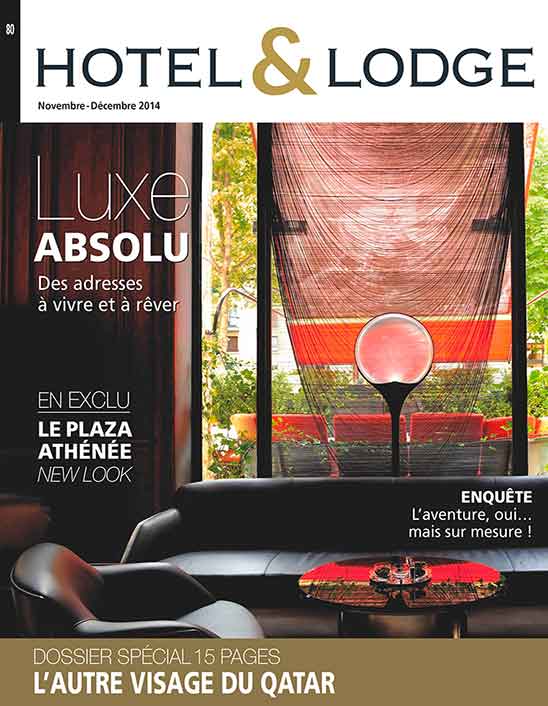 80
HOTEL & LODGE
Novembre-Décembre 2014
Luxe
ABSOLU
Des adresses
à vivre et à rêver
EN EXCLU
LE PLAZA
ATHÉNÉE
NEW LOOK
ENQUÊTE
L'aventure, oui...
mais sur mesure !
DOSSIER SPÉCIAL 15 PAGES
L'AUTRE VISAGE DU QATAR